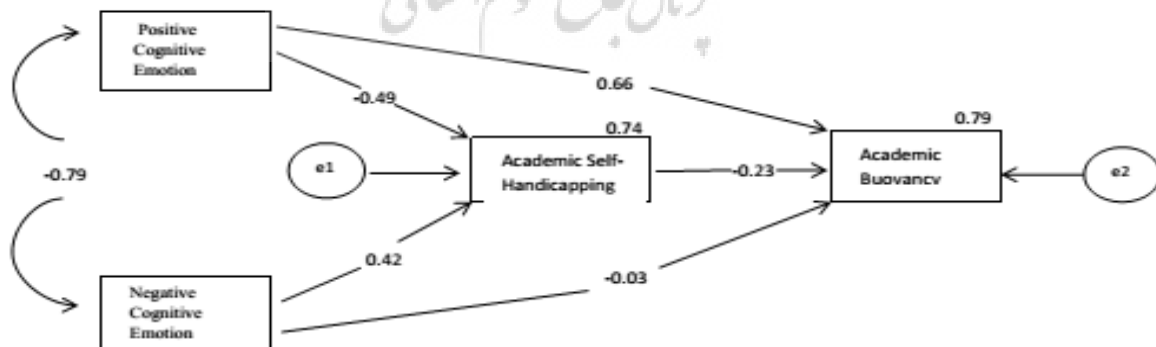 Positive
Cognitive
Emotion
0.66
-0.49
0.74
0.79
e1
Academic Self-
Handicapping
-0.23
Academic
Buoyancy
e2
-0.79
0.42
-0.03
Negative
Cognitive
Emotion